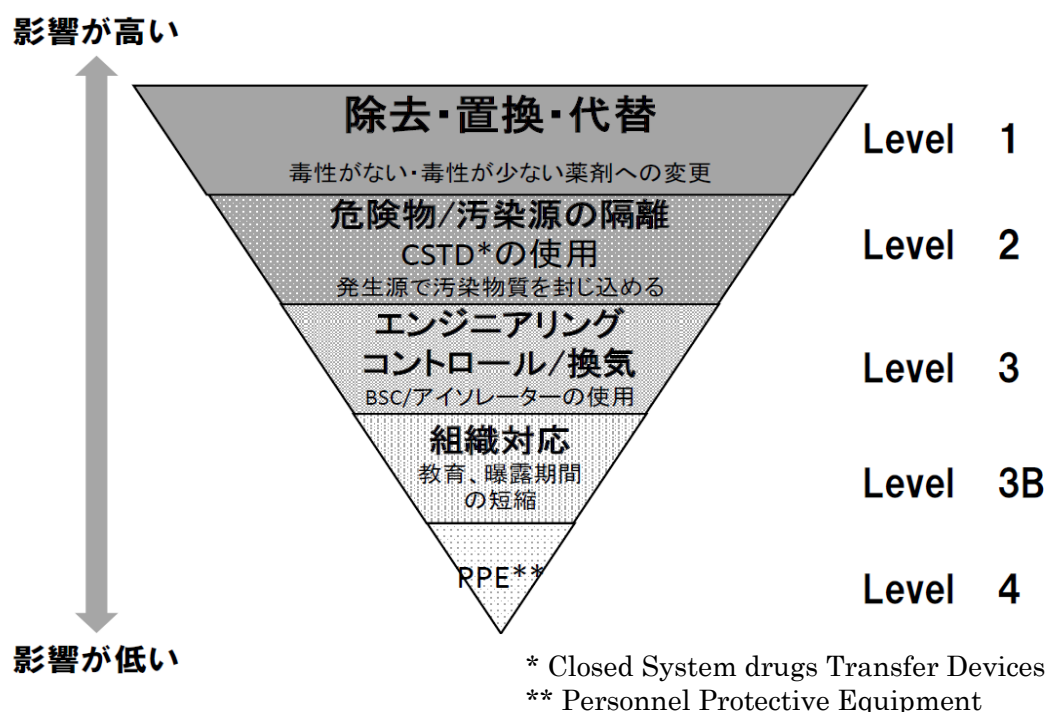 影響が高い
除去・置換・代替
毒性がない・毒性が少ない薬剤への変更
Level 1
危険物/汚染源の隔離
CSTD*の使用
発生源で汚染物質を封じ込める
Level 2
エンジニアリング
コントロール/換気
BSC/アイソレーターの使用
Level 3
組織対応
教育、曝露期間
の短縮
Level 3B
PPE**
Level 4
影響が低い
* Closed System drugs Transfer Devices
** Personnel Protective Equipment